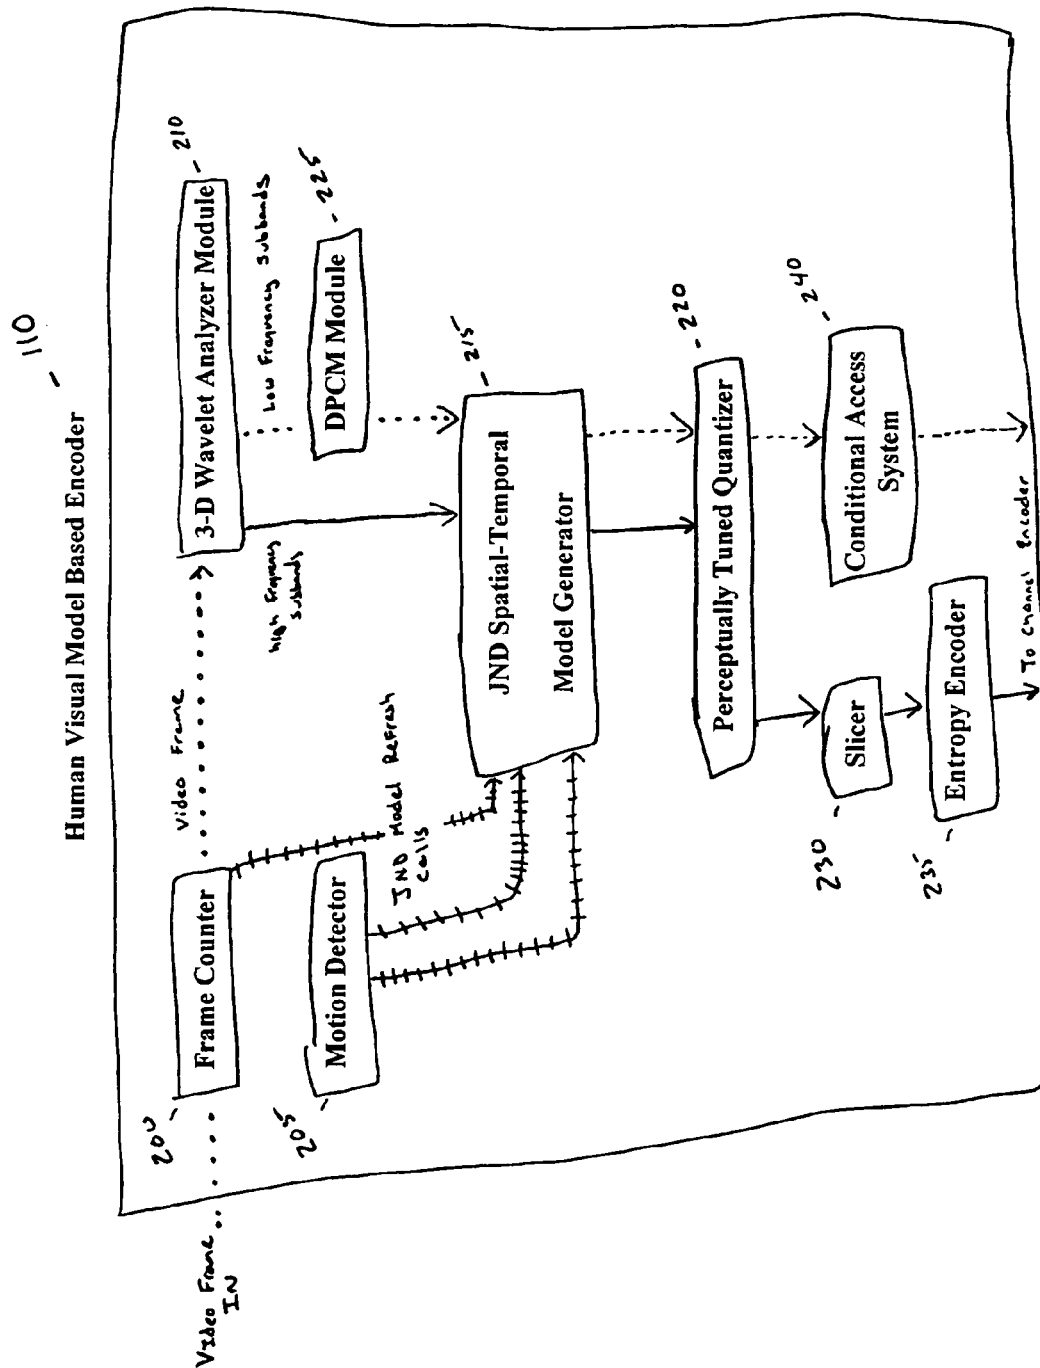 Human Visual Model Based Encoder
110
Video Frame
IN
200
Frame Counter
Video Frame
3-D Wavelet Analyzer Module
210
205
Motion Detector
JND Model Refresh
Calls
High Frequency
Subbands
Low Frequency Subbands
DPCM Module
225
JND Spatial-Temporal
Model Generator
215
Perceptually Tuned Quantizer
220
230
Slicer
Conditional Access
System
240
235
Entropy Encoder
To Channel Encoder